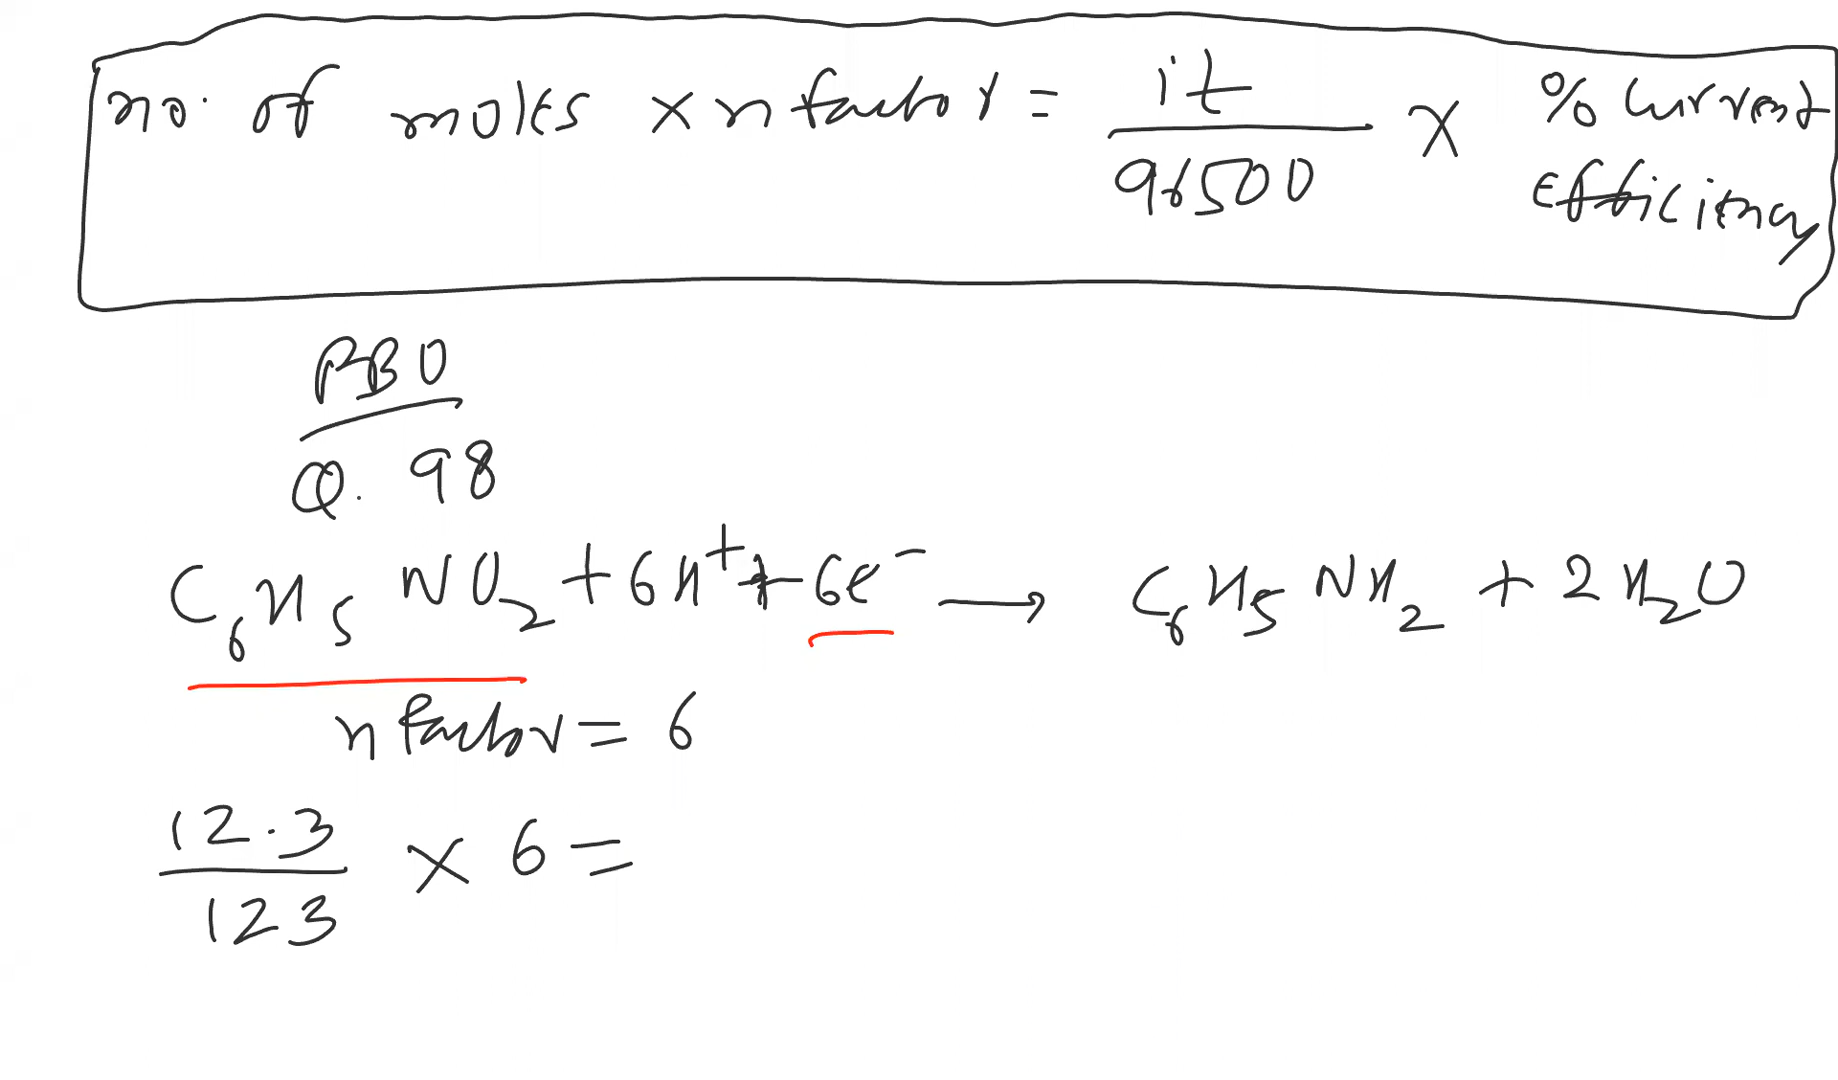 no. of moles x n factor = it / 96500 x % current efficiency
PBO
Q. 98
C6H5NO2 + 6H+ + 6e- → C6H5NH2 + 2H2O
n factor = 6
12.3 / 123 x 6 =